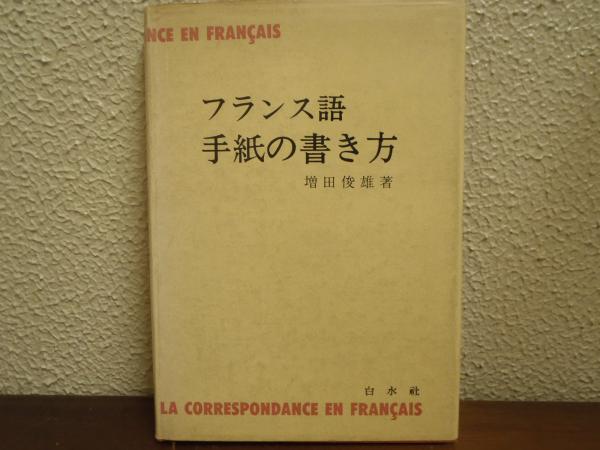 NCE EN FRANÇAIS
フランス語
手紙の書き方
増田俊雄著
白水社
LA CORRESPONDANCE EN FRANÇAIS